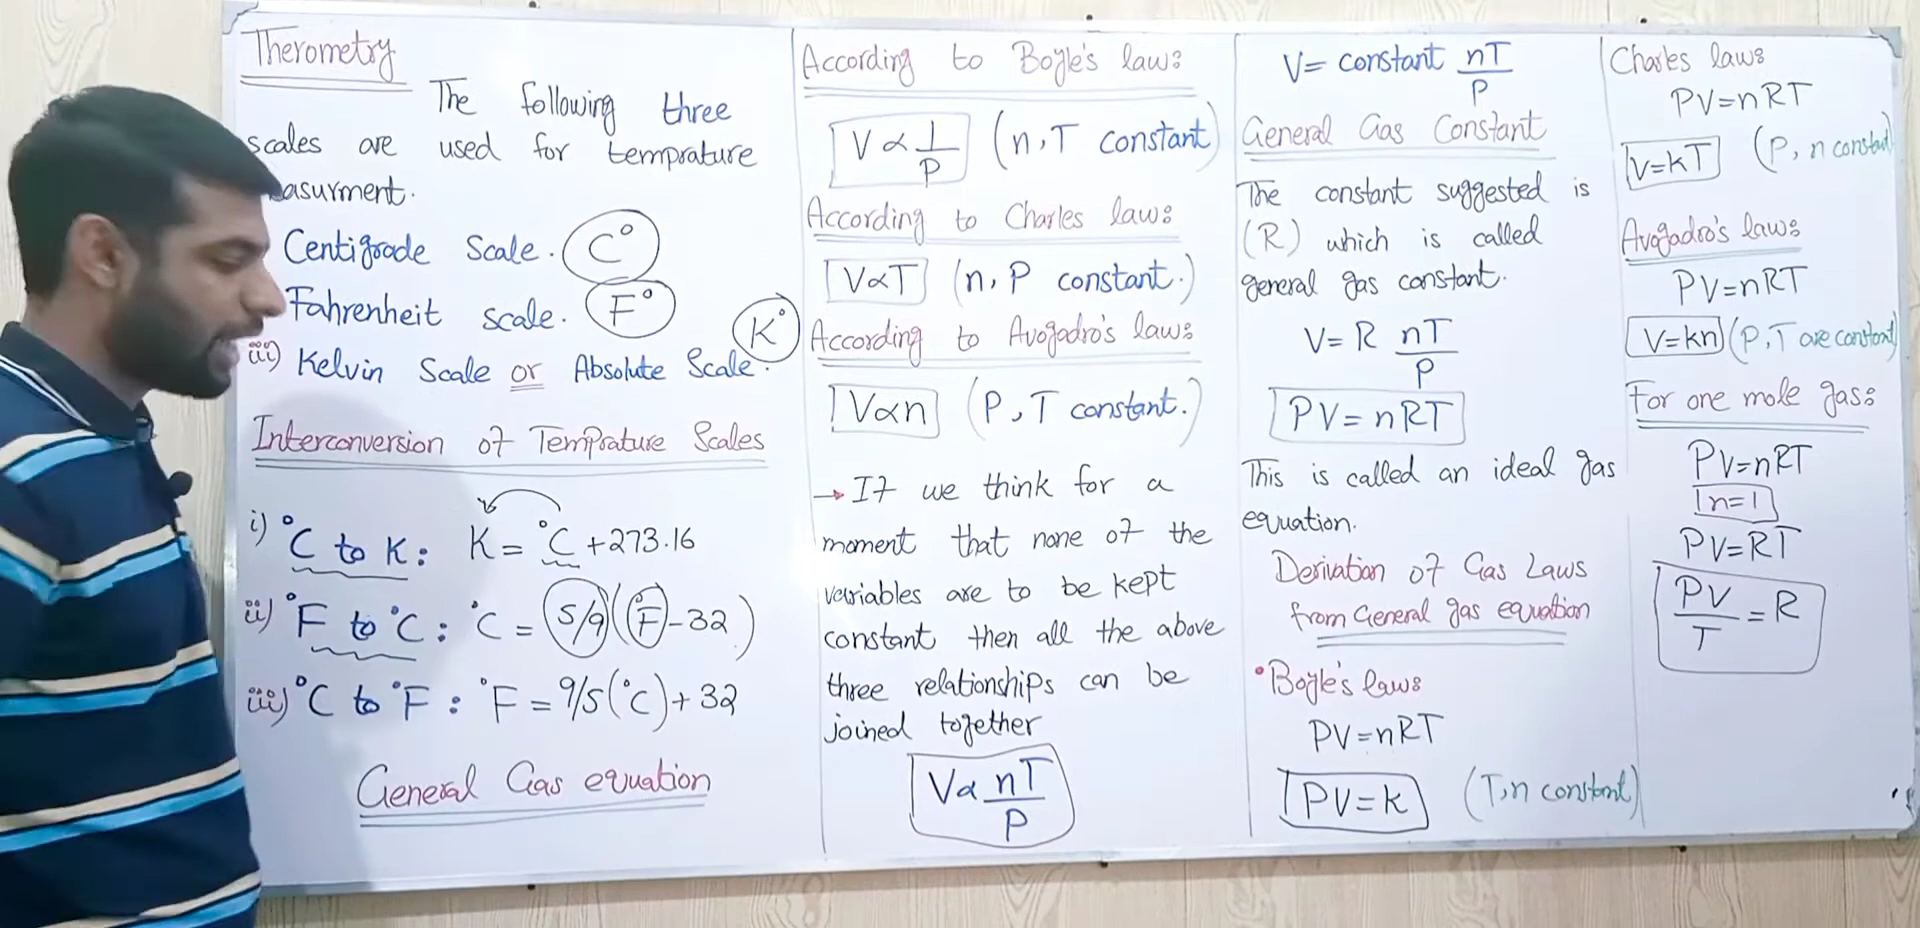 Therometry
The following three
scales are used for temprature
asurment.
Centigrade Scale. C°
Fahrenheit scale. F°
iii) Kelvin Scale or Absolute Scale. K°
Interconversion of Temprature Scales
i) °C to K: K = °C + 273.16
ii) °F to °C: °C = (5/9)(°F - 32)
iii) °C to °F: °F = 9/5(°C) + 32
General Gas equation
According to Boyle's law:
V ∝ 1/P (n,T constant)
According to Charles law:
V∝T (n, P constant.)
According to Avogadro's law:
V∝n (P, T constant.)
→ If we think for a
moment that none of the
variables are to be kept
constant then all the above
three relationships can be
joined together
V∝ nT/P
V= constant nT/P
General Gas Constant
The constant suggested is
(R) which is called
general gas constant.
V= R nT/P
PV = nRT
This is called an ideal gas
equation.
Derivation of Gas Laws
from General gas equation
•Boyle's law:
PV=nRT
PV=k (T,n constant)
Charles law:
PV=nRT
V=kT (P, n constant)
Avogadro's law:
PV=nRT
V=kn (P,T are constant)
For one mole gas:
PV=nRT
n=1
PV=RT
PV/T = R